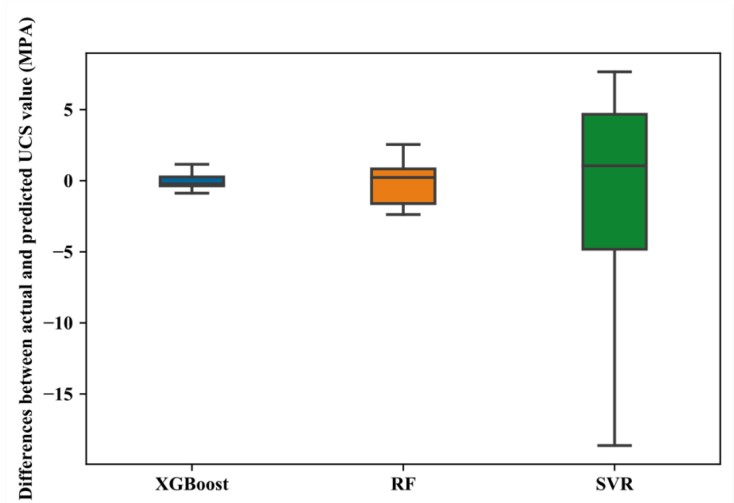 Differences between actual and predicted UCS value (MPA)
5
0
−5
−10
−15
XGBoost RF SVR